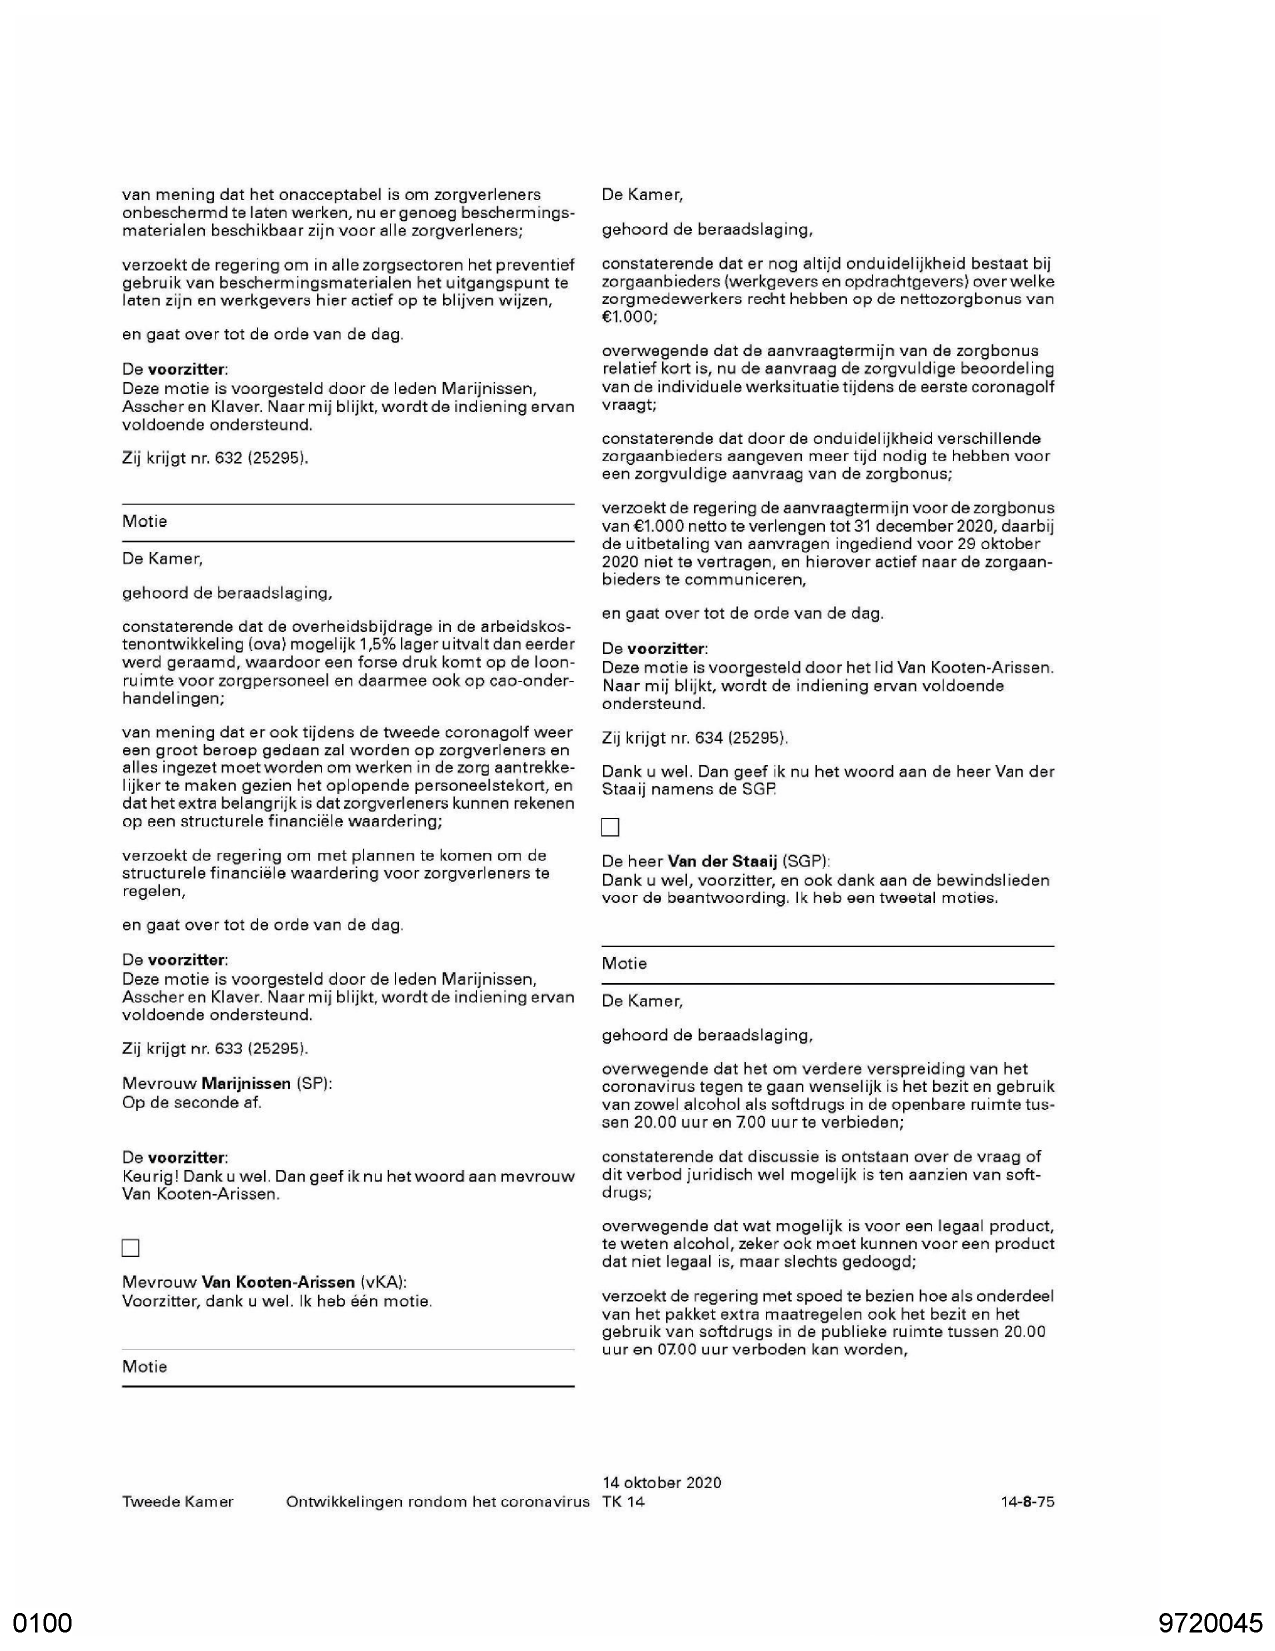 van mening dat het onacceptabel is om zorgverleners
onbeschermd te laten werken, nu er genoeg beschermings-
materialen beschikbaar zijn voor alle zorgverleners;
verzoekt de regering om in alle zorgsectoren het preventief
gebruik van beschermingsmaterialen het uitgangspunt te
laten zijn en werkgevers hier actief op te blijven wijzen,
en gaat over tot de orde van de dag.
De voorzitter:
Deze motie is voorgesteld door de leden Marijnissen,
Asscher en Klaver. Naar mij blijkt, wordt de indiening ervan
voldoende ondersteund.
Zij krijgt nr. 632 (25295).
Motie
De Kamer,
gehoord de beraadslaging,
constaterende dat de overheidsbijdrage in de arbeidskos-
tenontwikkeling (ova) mogelijk 1,5% lager uitvalt dan eerder
werd geraamd, waardoor een forse druk komt op de loon-
ruimte voor zorgpersoneel en daarmee ook op cao-onder-
handelingen;
van mening dat er ook tijdens de tweede coronagolf weer
een groot beroep gedaan zal worden op zorgverleners en
alles ingezet moet worden om werken in de zorg aantrekke-
lijker te maken gezien het oplopende personeelstekort, en
dat het extra belangrijk is dat zorgverleners kunnen rekenen
op een structurele financiële waardering;
verzoekt de regering om met plannen te komen om de
structurele financiële waardering voor zorgverleners te
regelen,
en gaat over tot de orde van de dag.
De voorzitter:
Deze motie is voorgesteld door de leden Marijnissen,
Asscher en Klaver. Naar mij blijkt, wordt de indiening ervan
voldoende ondersteund.
Zij krijgt nr. 633 (25295).
Mevrouw Marijnissen (SP):
Op de seconde af.
De voorzitter:
Keurig! Dank u wel. Dan geef ik nu het woord aan mevrouw
Van Kooten-Arissen.
Mevrouw Van Kooten-Arissen (vKA):
Voorzitter, dank u wel. Ik heb één motie.
Motie
De Kamer,
gehoord de beraadslaging,
constaterende dat er nog altijd onduidelijkheid bestaat bij
zorgaanbieders (werkgevers en opdrachtgevers) over welke
zorgmedewerkers recht hebben op de nettozorgbonus van
€1.000;
overwegende dat de aanvraagtermijn van de zorgbonus
relatief kort is, nu de aanvraag de zorgvuldige beoordeling
van de individuele werksituatie tijdens de eerste coronagolf
vraagt;
constaterende dat door de onduidelijkheid verschillende
zorgaanbieders aangeven meer tijd nodig te hebben voor
een zorgvuldige aanvraag van de zorgbonus;
verzoekt de regering de aanvraagtermijn voor de zorgbonus
van €1.000 netto te verlengen tot 31 december 2020, daarbij
de uitbetaling van aanvragen ingediend voor 29 oktober
2020 niet te vertragen, en hierover actief naar de zorgaan-
bieders te communiceren,
en gaat over tot de orde van de dag.
De voorzitter:
Deze motie is voorgesteld door het lid Van Kooten-Arissen.
Naar mij blijkt, wordt de indiening ervan voldoende
ondersteund.
Zij krijgt nr. 634 (25295).
Dank u wel. Dan geef ik nu het woord aan de heer Van der
Staaij namens de SGP.
De heer Van der Staaij (SGP):
Dank u wel, voorzitter, en ook dank aan de bewindslieden
voor de beantwoording. Ik heb een tweetal moties.
Motie
De Kamer,
gehoord de beraadslaging,
overwegende dat het om verdere verspreiding van het
coronavirus tegen te gaan wenselijk is het bezit en gebruik
van zowel alcohol als softdrugs in de openbare ruimte tus-
sen 20.00 uur en 7.00 uur te verbieden;
constaterende dat discussie is ontstaan over de vraag of
dit verbod juridisch wel mogelijk is ten aanzien van soft-
drugs;
overwegende dat wat mogelijk is voor een legaal product,
te weten alcohol, zeker ook moet kunnen voor een product
dat niet legaal is, maar slechts gedoogd;
verzoekt de regering met spoed te bezien hoe als onderdeel
van het pakket extra maatregelen ook het bezit en het
gebruik van softdrugs in de publieke ruimte tussen 20.00
uur en 07.00 uur verboden kan worden,
14 oktober 2020
Tweede Kamer Ontwikkelingen rondom het coronavirus TK 14 14-8-75
0100 9720045